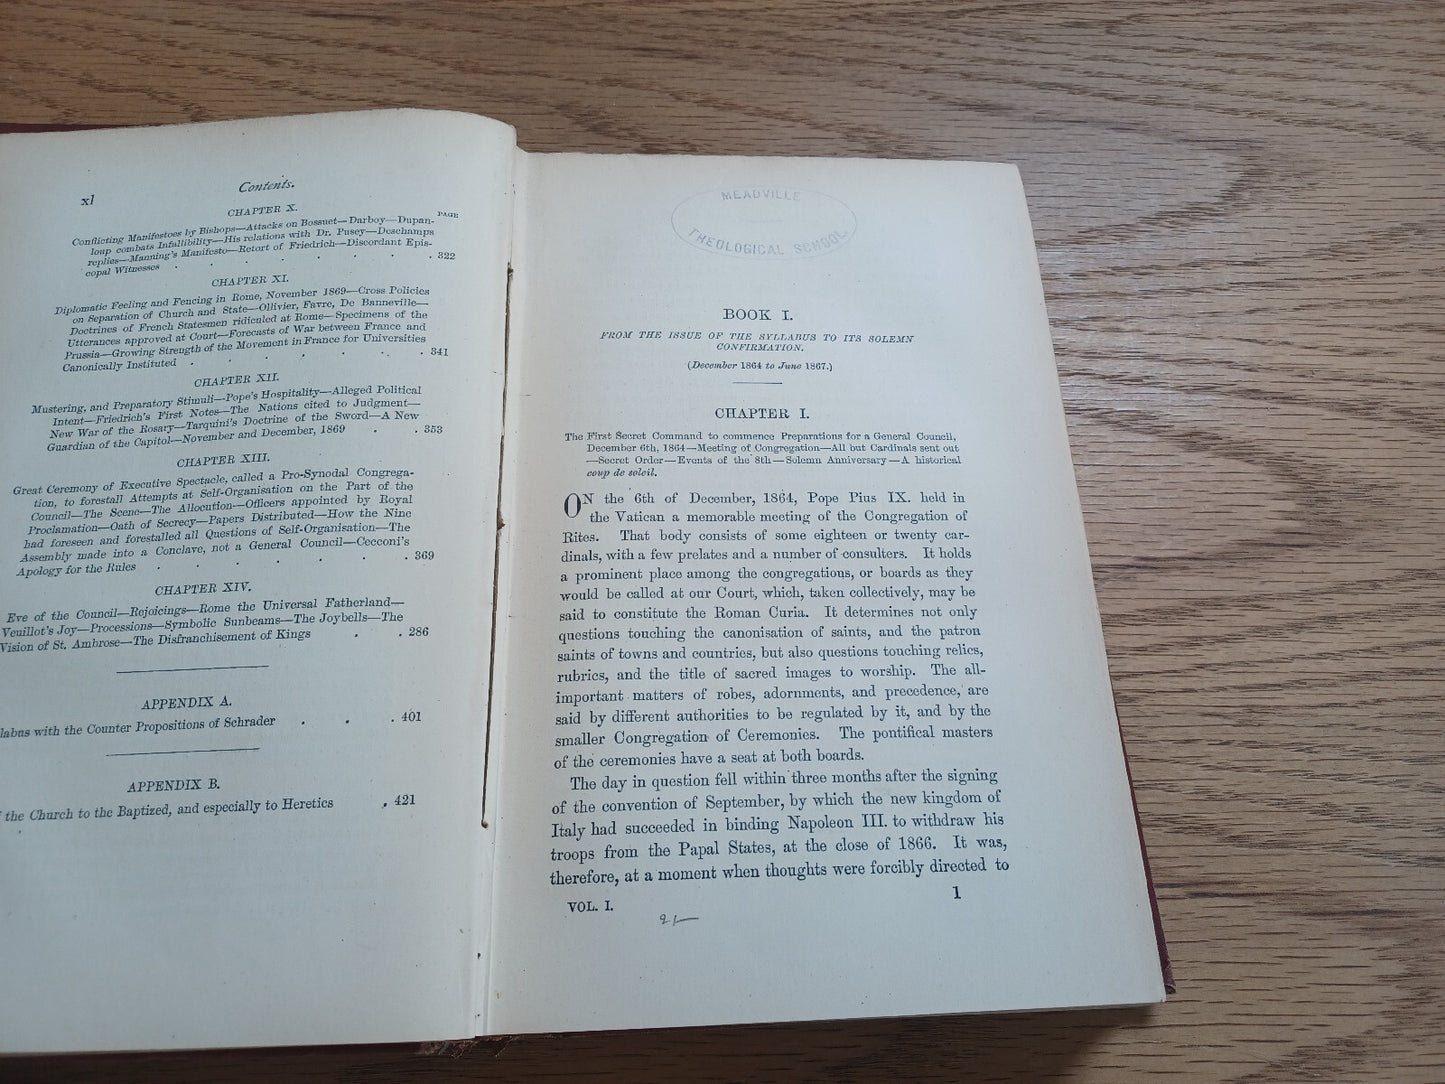 xl
Contents.
CHAPTER X.
PAGE
Conflicting Manifestoes by Bishops—Attacks on Bossuet—Darboy—Dupan-
loup combats Infallibility—His relations with Dr. Pusey—Deschamps
replies—Manning's Manifesto—Retort of Friedrich—Discordant Epis-
copal Witnesses . . . . . . . 322
CHAPTER XI.
Diplomatic Feeling and Fencing in Rome, November 1869—Cross Policies
on Separation of Church and State—Ollivier, Favre, De Banneville—
Doctrines of French Statesmen ridiculed at Rome—Specimens of the
Utterances approved at Court—Forecasts of War between France and
Prussia—Growing Strength of the Movement in France for Universities
Canonically Instituted . . . . . . . 341
CHAPTER XII.
Mustering, and Preparatory Stimuli—Pope's Hospitality—Alleged Political
Intent—Friedrich's First Notes—The Nations cited to Judgment—
New War of the Rosary—Tarquini's Doctrine of the Sword—A New
Guardian of the Capitol—November and December, 1869 . . 353
CHAPTER XIII.
Great Ceremony of Executive Spectacle, called a Pro-Synodal Congrega-
tion, to forestall Attempts at Self-Organisation on the Part of the
Council—The Scene—The Allocution—Officers appointed by Royal
Proclamation—Oath of Secrecy—Papers Distributed—How the Nine
had foreseen and forestalled all Questions of Self-Organisation—The
Assembly made into a Conclave, not a General Council—Cecconi's
Apology for the Rules . . . . . . . 369
CHAPTER XIV.
Eve of the Council—Rejoicings—Rome the Universal Fatherland—
Veuillot's Joy—Processions—Symbolic Sunbeams—The Joybells—The
Vision of St. Ambrose—The Disfranchisement of Kings . . 286
APPENDIX A.
with the Counter Propositions of Schrader . . . 401
APPENDIX B.
the Church to the Baptized, and especially to Heretics . 421
MEADVILLE
THEOLOGICAL SCHOOL.
BOOK I.
FROM THE ISSUE OF THE SYLLABUS TO ITS SOLEMN
CONFIRMATION.
(December 1864 to June 1867.)
CHAPTER I.
The First Secret Command to commence Preparations for a General Council,
December 6th, 1864—Meeting of Congregation—All but Cardinals sent out
—Secret Order—Events of the 8th—Solemn Anniversary—A historical
coup de soleil.
ON the 6th of December, 1864, Pope Pius IX. held in
the Vatican a memorable meeting of the Congregation of
Rites. That body consists of some eighteen or twenty car-
dinals, with a few prelates and a number of consulters. It holds
a prominent place among the congregations, or boards as they
would be called at our Court, which, taken collectively, may be
said to constitute the Roman Curia. It determines not only
questions touching the canonisation of saints, and the patron
saints of towns and countries, but also questions touching relics,
rubrics, and the title of sacred images to worship. The all-
important matters of robes, adornments, and precedence, are
said by different authorities to be regulated by it, and by the
smaller Congregation of Ceremonies. The pontifical masters
of the ceremonies have a seat at both boards.
The day in question fell within three months after the signing
of the convention of September, by which the new kingdom of
Italy had succeeded in binding Napoleon III. to withdraw his
troops from the Papal States, at the close of 1866. It was,
therefore, at a moment when thoughts were forcibly directed to
VOL. I.
1
2/—